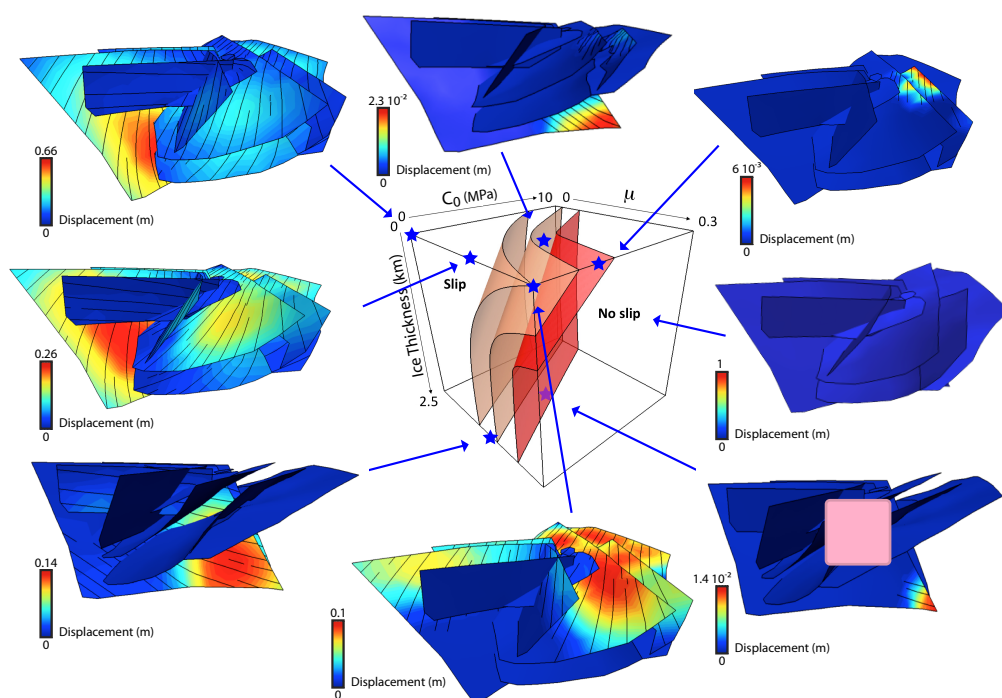 0.66
Displacement (m)
0
2.3 10⁻²
Displacement (m)
0
6 10⁻³
Displacement (m)
0
C₀ (MPa)
0
10
0
μ
0.3
0
Ice Thickness (km)
2.5
Slip
No slip
0.26
Displacement (m)
0
1
Displacement (m)
0
0.14
Displacement (m)
0
0.1
Displacement (m)
0
1.4 10⁻²
Displacement (m)
0